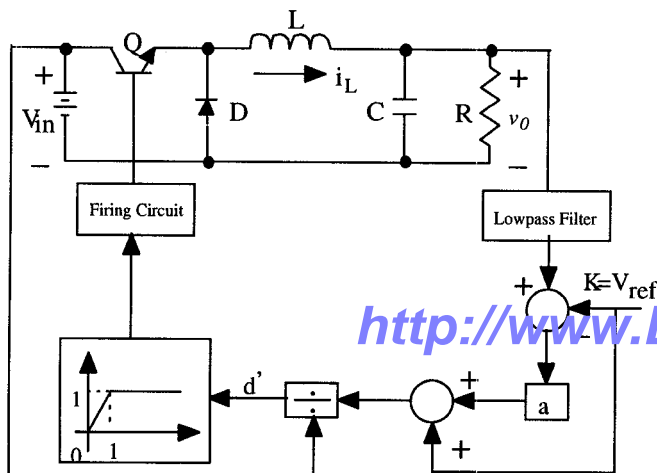 L
Q
+
i_L
+
V_in
D
C
R
v_0
−
−
Firing Circuit
Lowpass Filter
+
K=V_ref
−
http://www.b
1
d'
÷
+
a
0
1
+